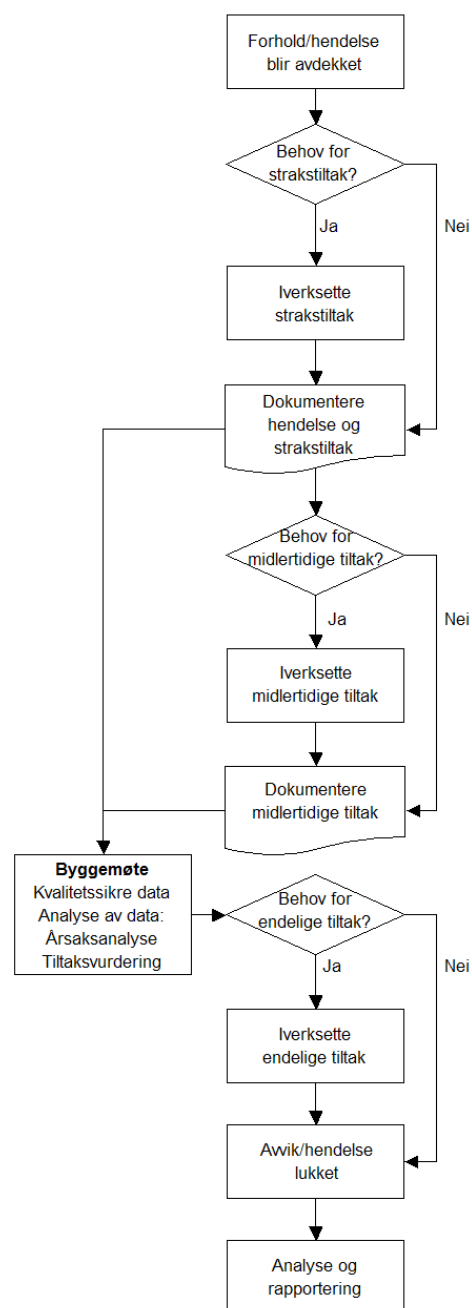 Forhold/hendelse
blir avdekket
Behov for
strakstiltak?
Ja
Nei
Iverksette
strakstiltak
Dokumentere
hendelse og
strakstiltak
Behov for
midlertidige tiltak?
Ja
Nei
Iverksette
midlertidige tiltak
Dokumentere
midlertidige tiltak
Byggemøte
Kvalitetssikre data
Analyse av data:
Årsaksanalyse
Tiltaksvurdering
Behov for
endelige tiltak?
Ja
Nei
Iverksette
endelige tiltak
Avvik/hendelse
lukket
Analyse og
rapportering